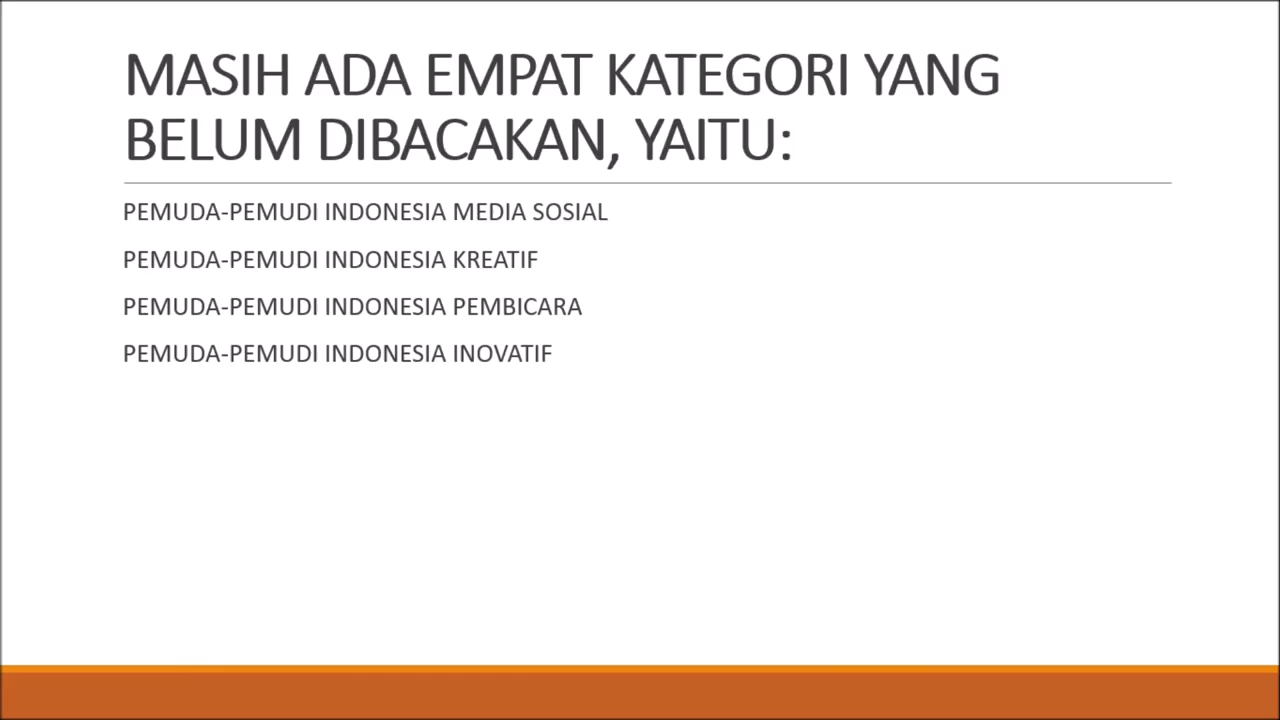 MASIH ADA EMPAT KATEGORI YANG
BELUM DIBACAKAN, YAITU:
PEMUDA-PEMUDI INDONESIA MEDIA SOSIAL
PEMUDA-PEMUDI INDONESIA KREATIF
PEMUDA-PEMUDI INDONESIA PEMBICARA
PEMUDA-PEMUDI INDONESIA INOVATIF